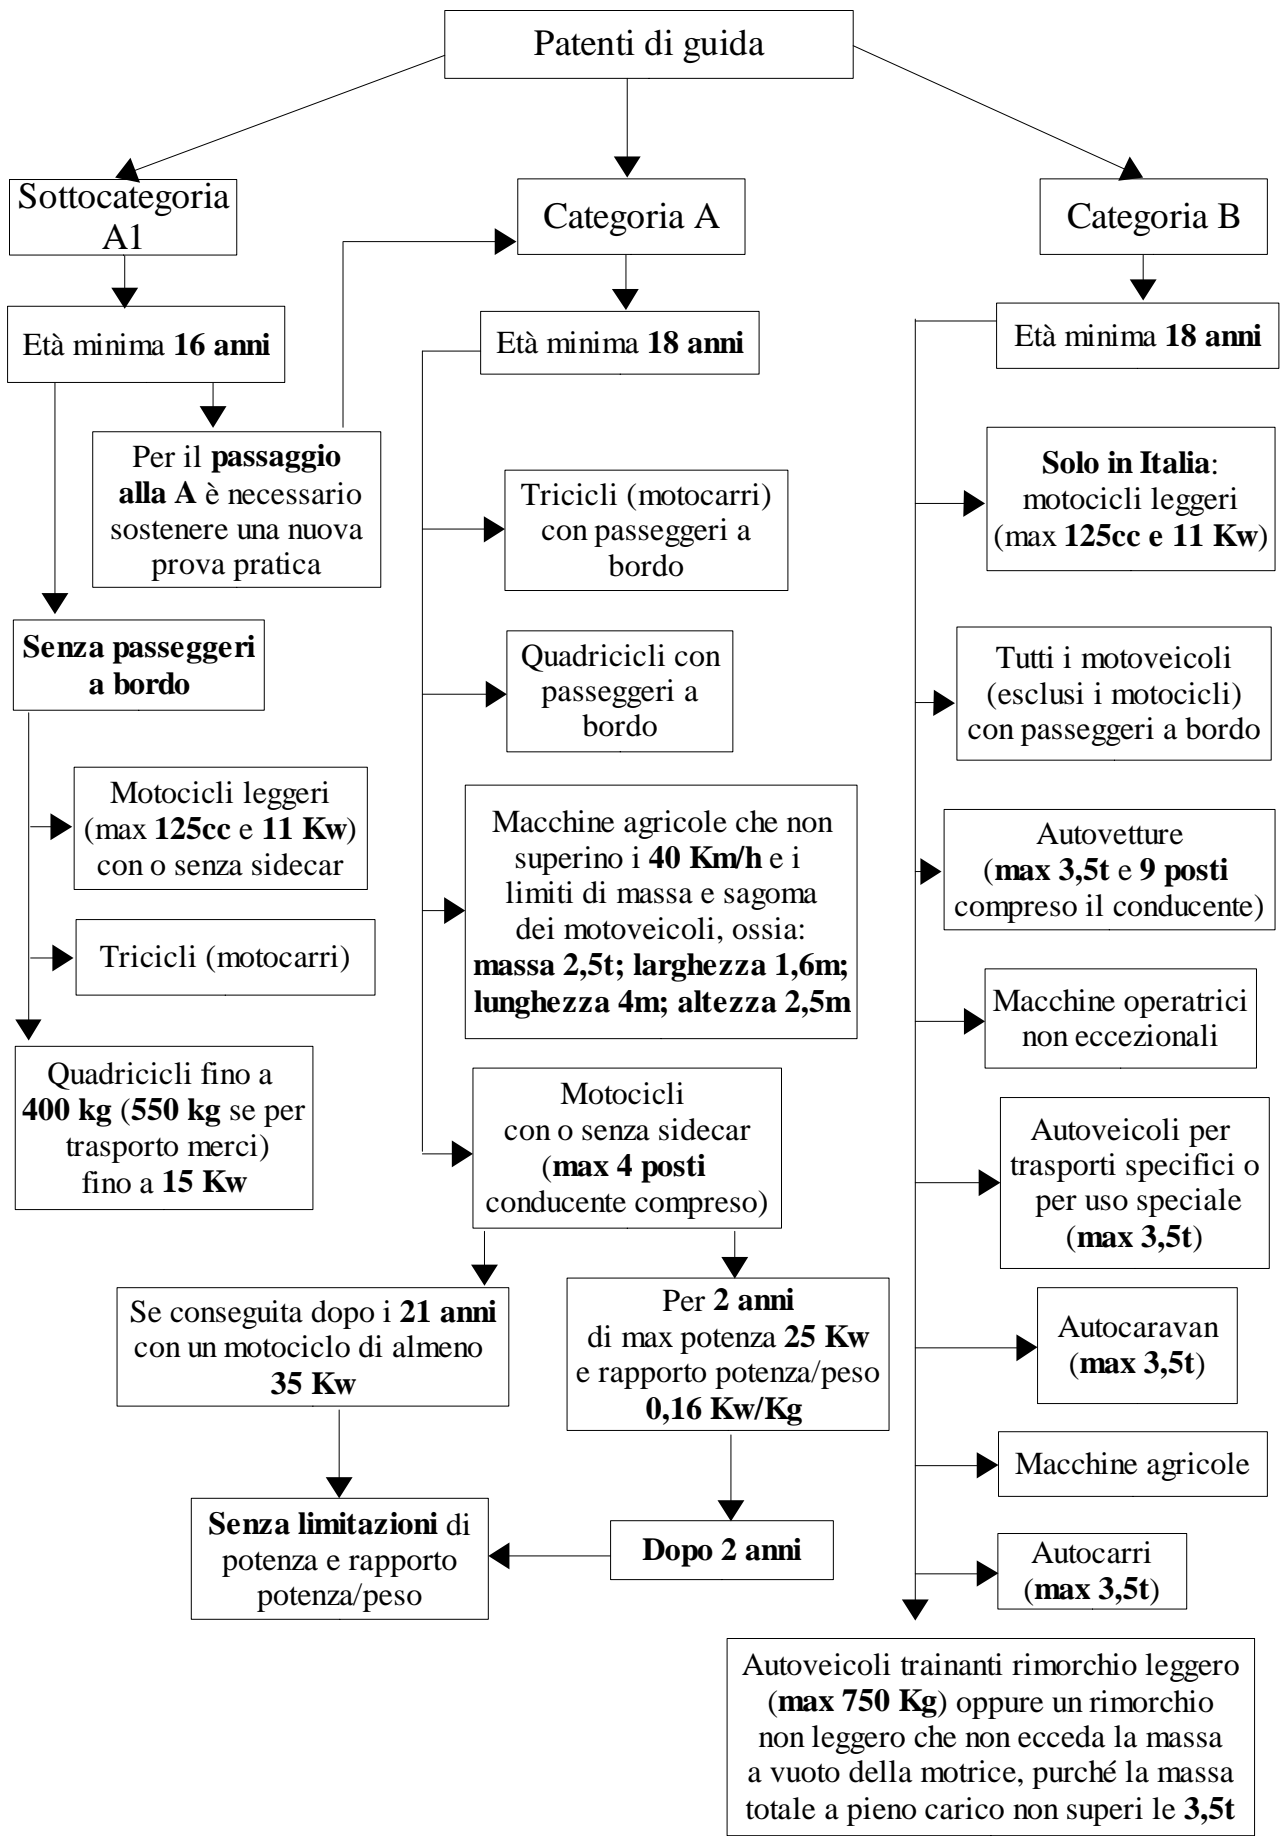 Patenti di guida
Sottocategoria
A1
Categoria A
Categoria B
Età minima 16 anni
Età minima 18 anni
Età minima 18 anni
Per il passaggio
alla A è necessario
sostenere una nuova
prova pratica
Senza passeggeri
a bordo
Motocicli leggeri
(max 125cc e 11 Kw)
con o senza sidecar
Tricicli (motocarri)
Quadricicli fino a
400 kg (550 kg se per
trasporto merci)
fino a 15 Kw
Tricicli (motocarri)
con passeggeri a
bordo
Quadricicli con
passeggeri a
bordo
Macchine agricole che non
superino i 40 Km/h e i
limiti di massa e sagoma
dei motoveicoli, ossia:
massa 2,5t; larghezza 1,6m;
lunghezza 4m; altezza 2,5m
Motocicli
con o senza sidecar
(max 4 posti
conducente compreso)
Se conseguita dopo i 21 anni
con un motociclo di almeno
35 Kw
Per 2 anni
di max potenza 25 Kw
e rapporto potenza/peso
0,16 Kw/Kg
Senza limitazioni di
potenza e rapporto
potenza/peso
Dopo 2 anni
Solo in Italia:
motocicli leggeri
(max 125cc e 11 Kw)
Tutti i motoveicoli
(esclusi i motocicli)
con passeggeri a bordo
Autovetture
(max 3,5t e 9 posti
compreso il conducente)
Macchine operatrici
non eccezionali
Autoveicoli per
trasporti specifici o
per uso speciale
(max 3,5t)
Autocaravan
(max 3,5t)
Macchine agricole
Autocarri
(max 3,5t)
Autoveicoli trainanti rimorchio leggero
(max 750 Kg) oppure un rimorchio
non leggero che non ecceda la massa
a vuoto della motrice, purché la massa
totale a pieno carico non superi le 3,5t